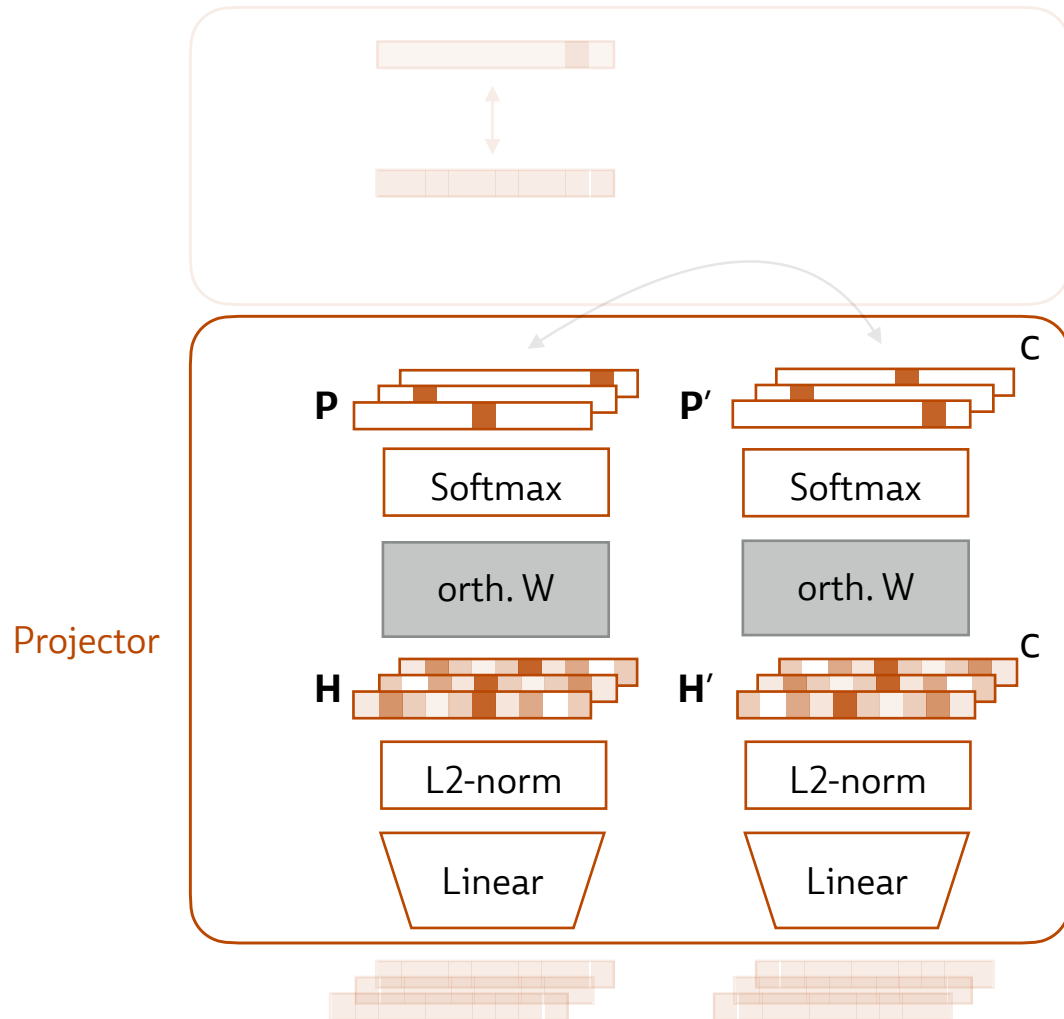 C
P
P′
Softmax
Softmax
orth. W
orth. W
Projector
C
H
H′
L2-norm
L2-norm
Linear
Linear